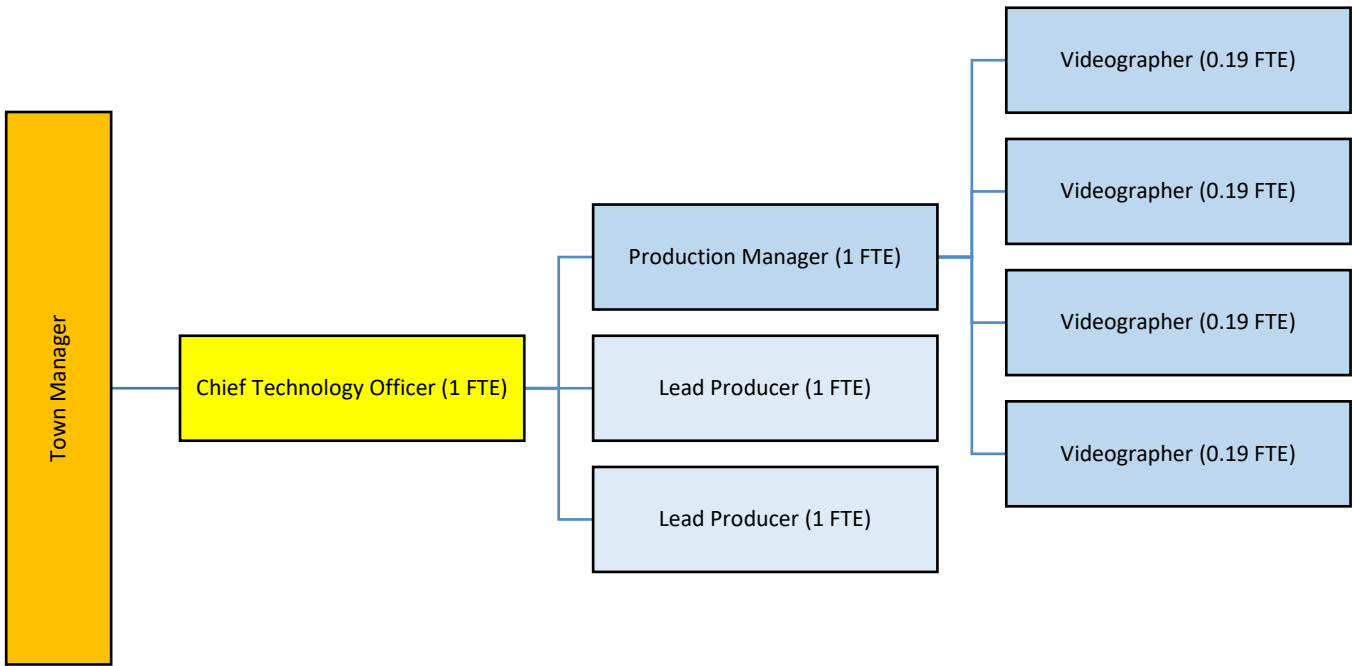 Town Manager
Chief Technology Officer (1 FTE)
Production Manager (1 FTE)
Lead Producer (1 FTE)
Lead Producer (1 FTE)
Videographer (0.19 FTE)
Videographer (0.19 FTE)
Videographer (0.19 FTE)
Videographer (0.19 FTE)